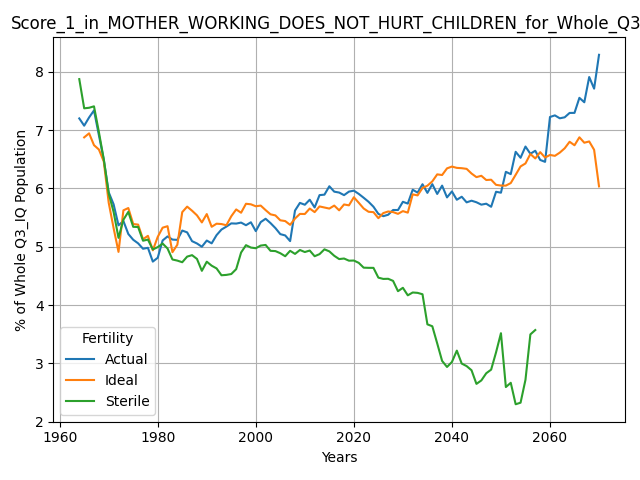 Score_1_in_MOTHER_WORKING_DOES_NOT_HURT_CHILDREN_for_Whole_Q3
% of Whole Q3_IQ Population
8
7
6
5
4
3
2
Fertility
Actual
Ideal
Sterile
1960 1980 2000 2020 2040 2060
Years